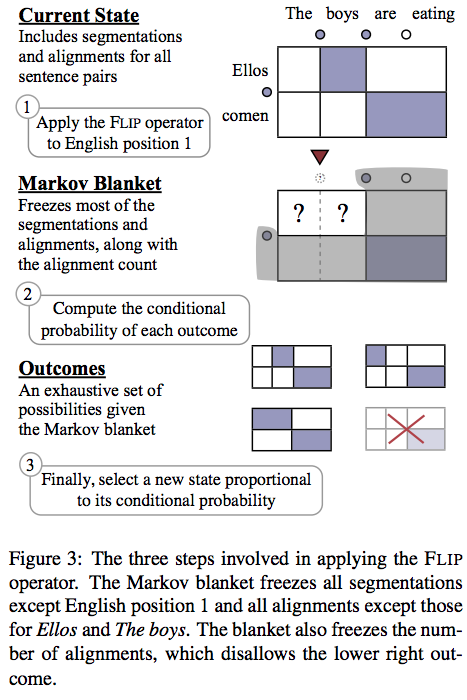 Current State
Includes segmentations
and alignments for all
sentence pairs
The boys are eating
Ellos
comen
1
Apply the FLIP operator
to English position 1
Markov Blanket
Freezes most of the
segmentations and
alignments, along with
the alignment count
? ?
2
Compute the conditional
probability of each outcome
Outcomes
An exhaustive set of
possibilities given
the Markov blanket
3
Finally, select a new state proportional
to its conditional probability
Figure 3: The three steps involved in applying the FLIP
operator. The Markov blanket freezes all segmentations
except English position 1 and all alignments except those
for Ellos and The boys. The blanket also freezes the num-
ber of alignments, which disallows the lower right out-
come.